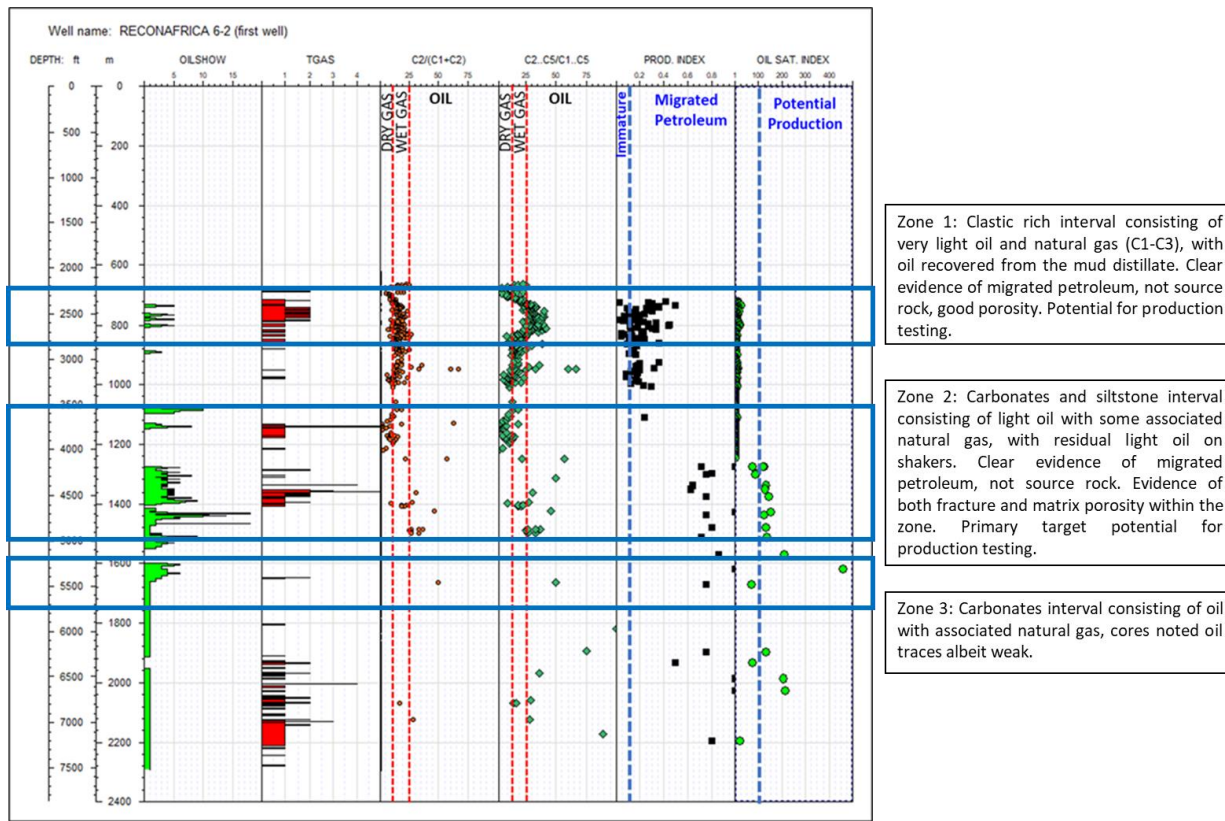 Well name: RECONAFRICA 6-2 (first well)
DEPTH: ft m OILSHOW TGAS C2/(C1+C2) C2..C5/C1..C5 PROD. INDEX OIL SAT. INDEX
5 10 15 1 2 3 4 25 50 75 25 50 75 0.2 0.4 0.6 0.8 1 100 200 300 400
DRY GAS
WET GAS
OIL
DRY GAS
WET GAS
OIL
Immature
Migrated
Petroleum
Potential
Production
0
500
1000
1500
2000
2500
3000
4000
4500
5500
6000
6500
7000
7500
0
200
400
600
800
1000
1200
1400
1600
1800
2000
2200
2400
Zone 1: Clastic rich interval consisting of
very light oil and natural gas (C1-C3), with
oil recovered from the mud distillate. Clear
evidence of migrated petroleum, not source
rock, good porosity. Potential for production
testing.
Zone 2: Carbonates and siltstone interval
consisting of light oil with some associated
natural gas, with residual light oil on
shakers. Clear evidence of migrated
petroleum, not source rock. Evidence of
both fracture and matrix porosity within the
zone. Primary target potential for
production testing.
Zone 3: Carbonates interval consisting of oil
with associated natural gas, cores noted oil
traces albeit weak.